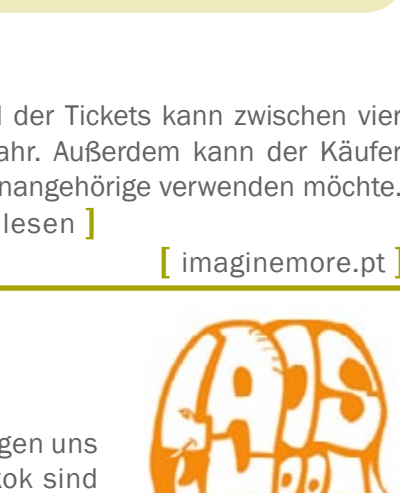 der Tickets kann zwischen vier
ahr. Außerdem kann der Käufer
nangehörige verwenden möchte.
lesen ]
[ imaginemore.pt ]
gen uns
kok sind